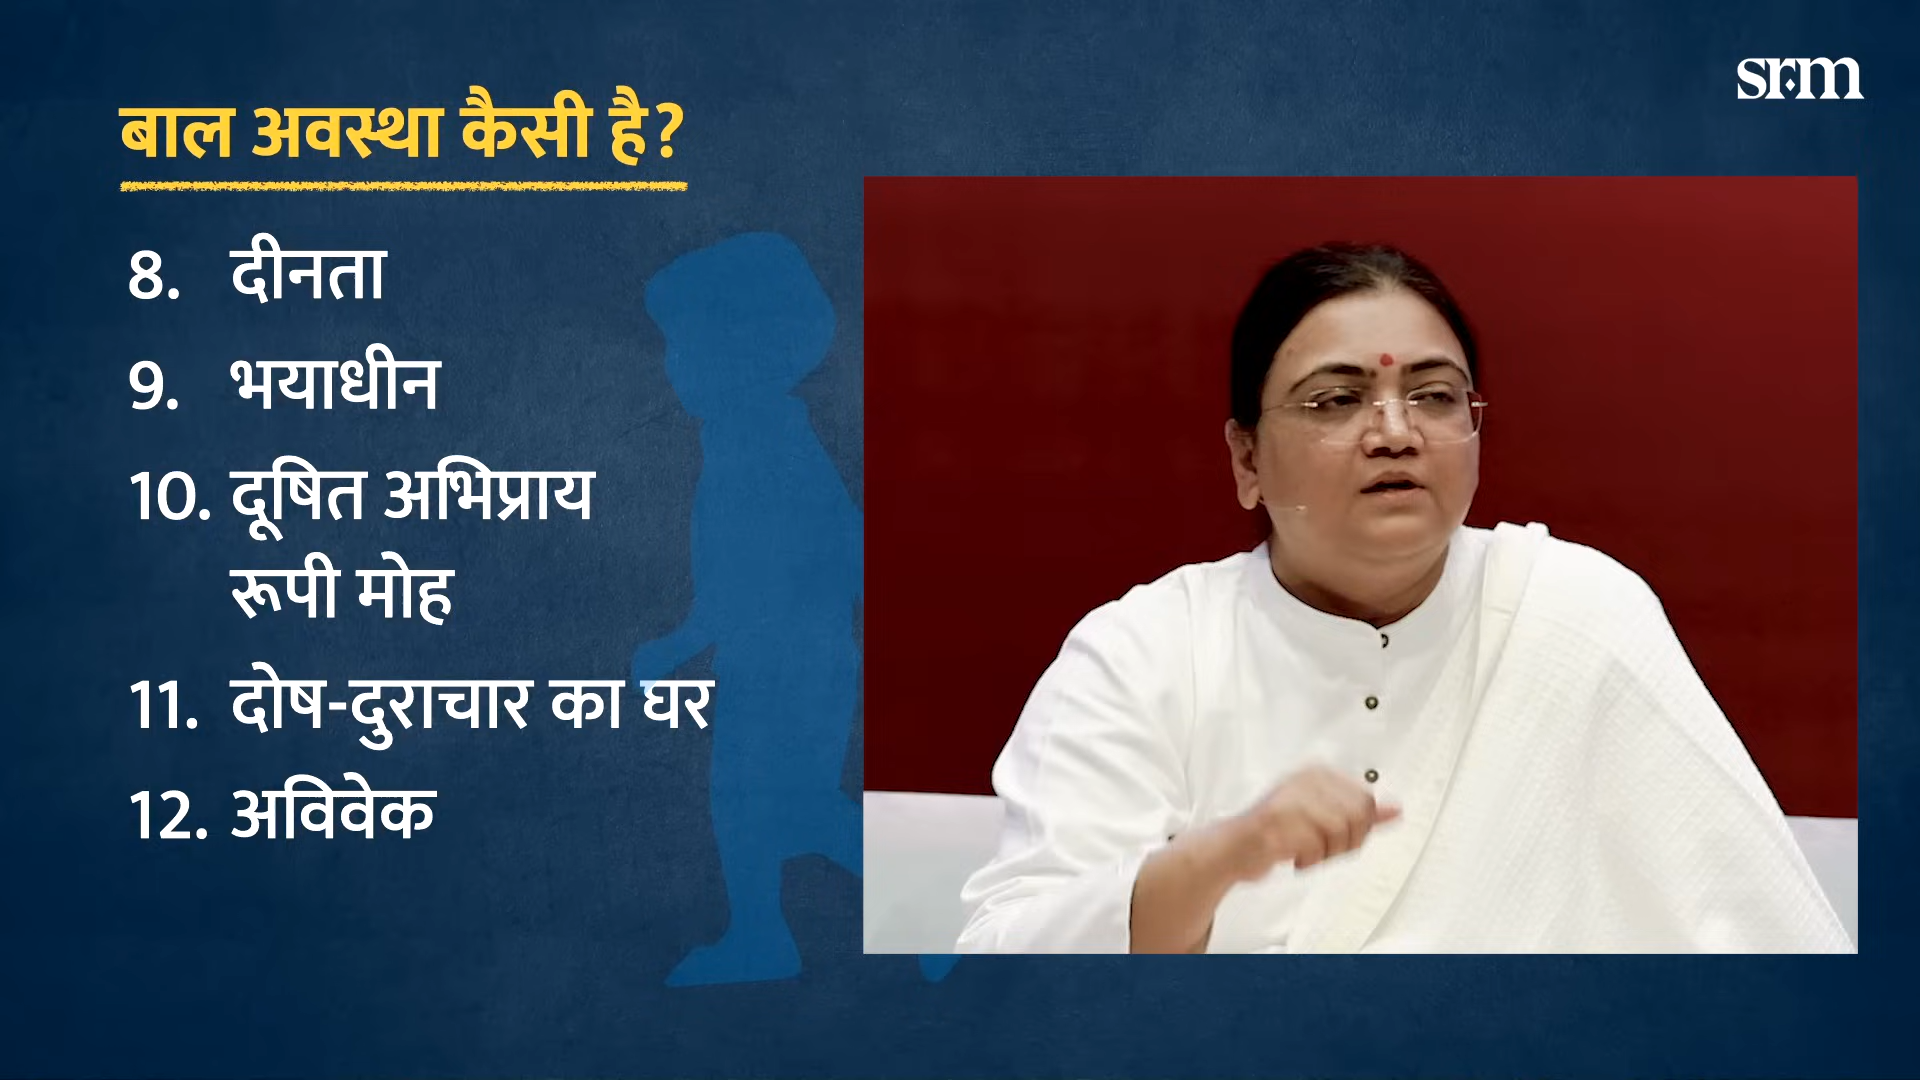 srm
बाल अवस्था कैसी है?
8. दीनता
9. भयाधीन
10. दूषित अभिप्राय
रूपी मोह
11. दोष-दुराचार का घर
12. अविवेक